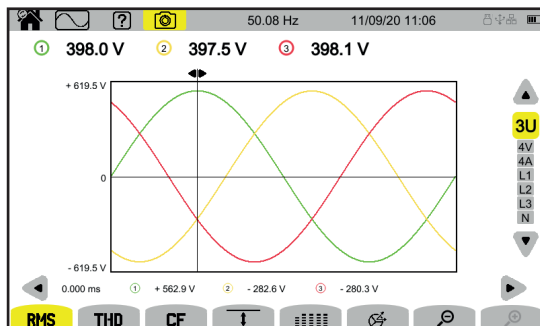 ? 50.08 Hz 11/09/20 11:06
1 398.0 V 2 397.5 V 3 398.1 V
+ 619.5 V
0
- 619.5 V
3U
4V
4A
L1
L2
L3
N
0.000 ms 1 + 562.9 V 2 - 282.6 V 3 - 280.3 V
RMS THD CF